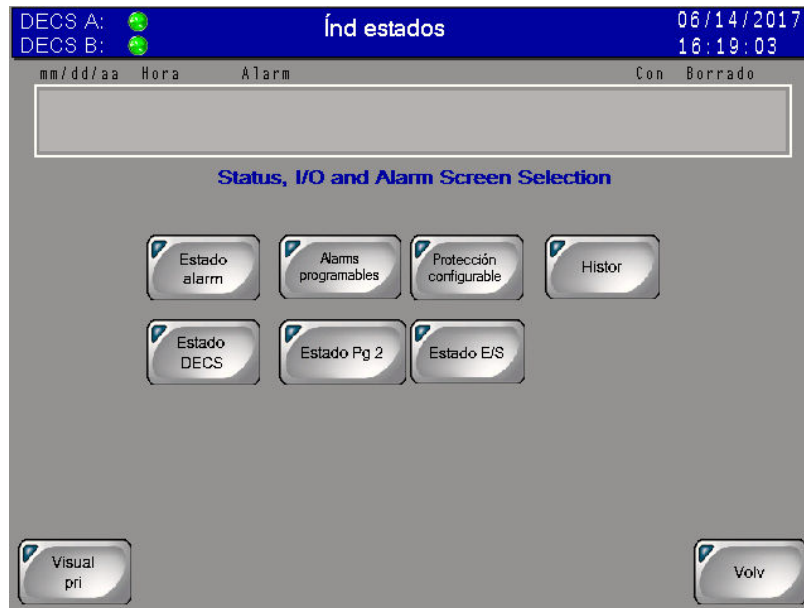 DECS A:
Índ estados
06/14/2017
DECS B:
16:19:03
mm/dd/aa Hora Alarm Con Borrado
Status, I/O and Alarm Screen Selection
Estado
alarm
Alarms
programables
Protección
configurable
Histor
Estado
DECS
Estado Pg 2
Estado E/S
Visual
pri
Volv